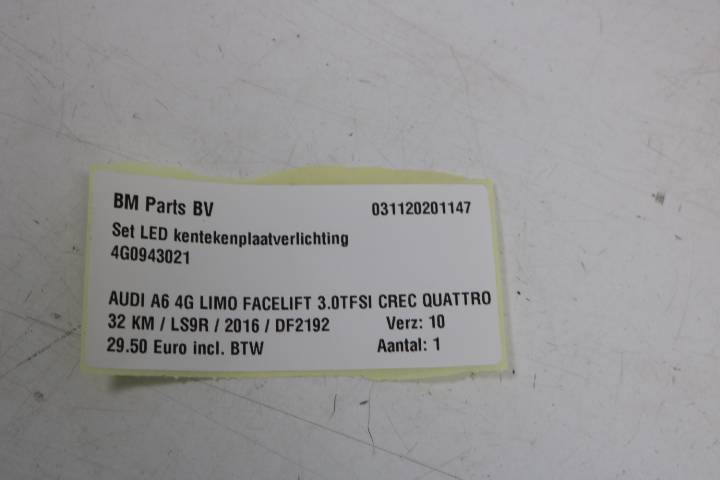 BM Parts BV 031120201147
Set LED kentekenplaatverlichting
4G0943021
AUDI A6 4G LIMO FACELIFT 3.0TFSI CREC QUATTRO
32 KM / LS9R / 2016 / DF2192 Verz: 10
29.50 Euro incl. BTW Aantal: 1